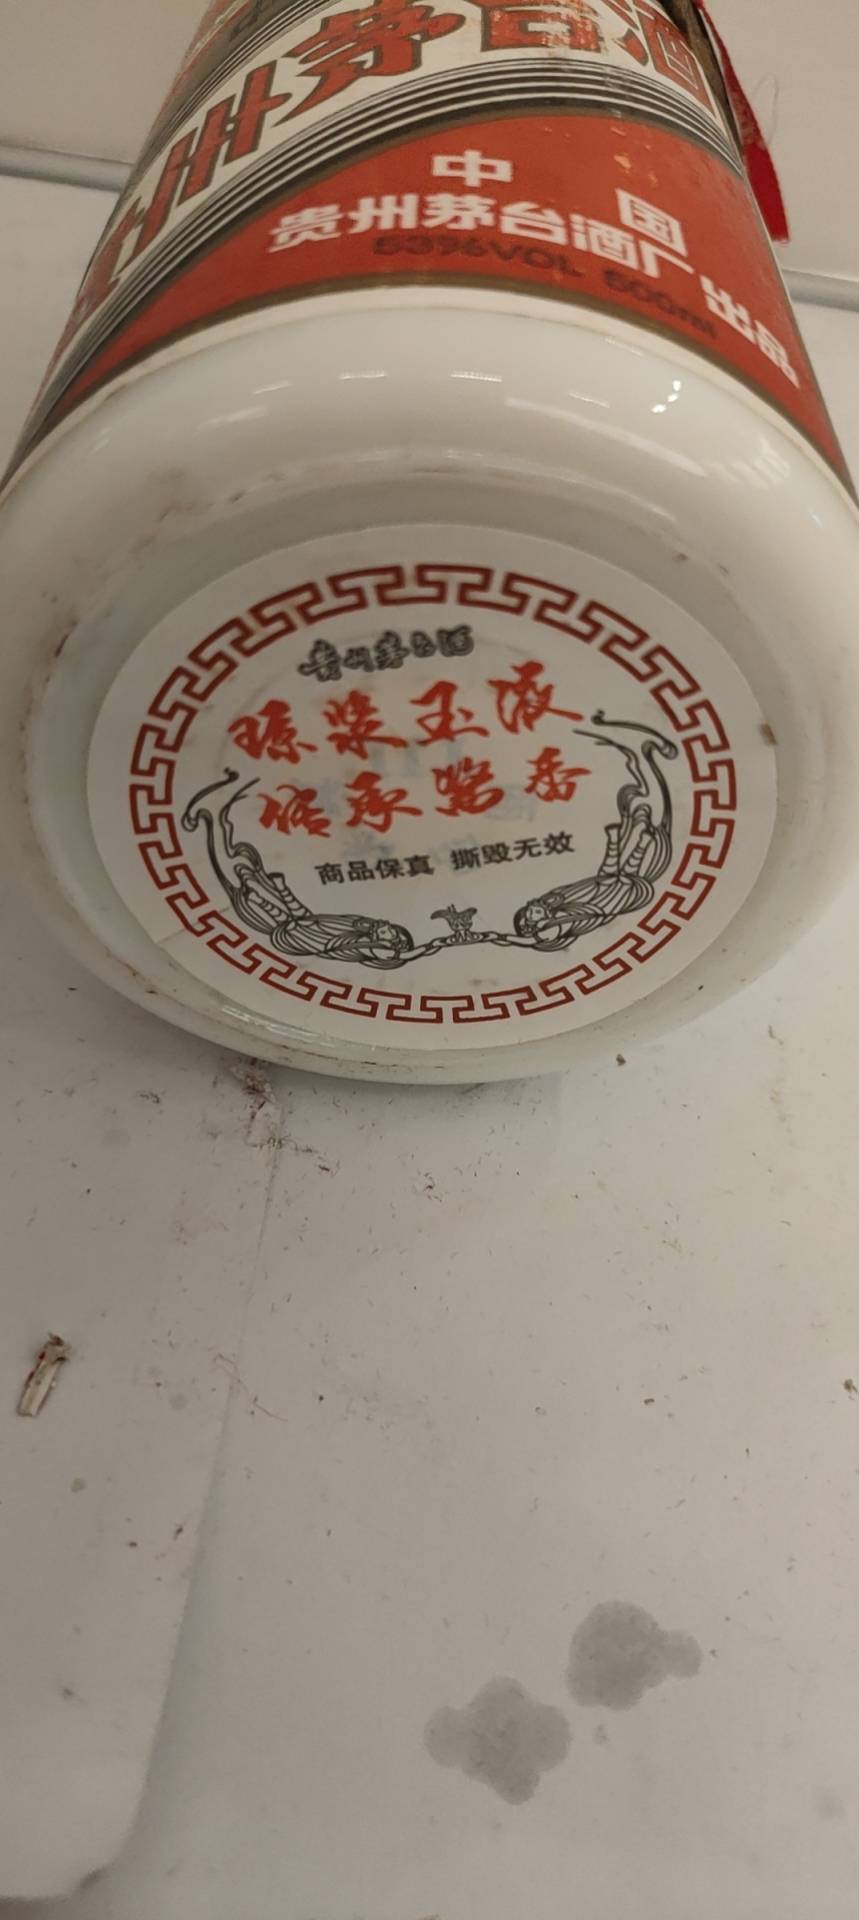 贵州茅台酒
中国
贵州茅台酒厂出品
53%VOL 500ml
贵州茅台酒
琼浆玉液
传承酱香
商品保真 撕毁无效